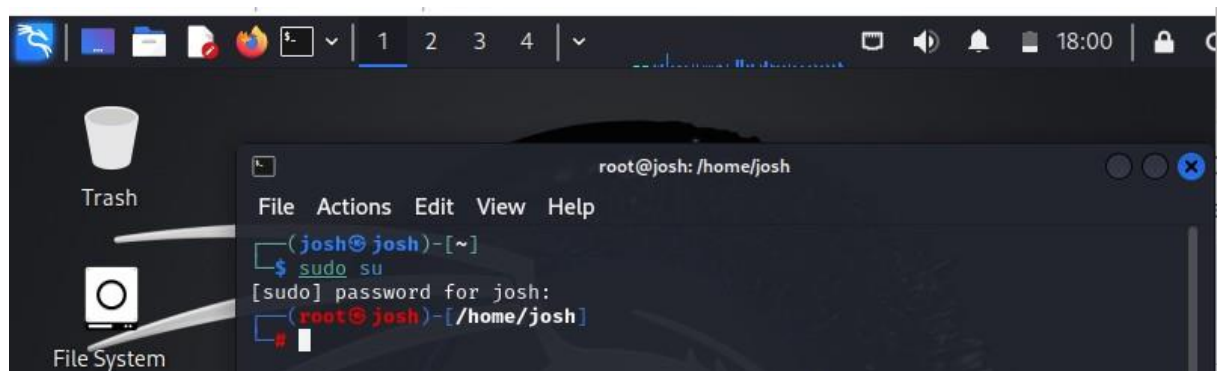 1 2 3 4 18:00
Trash
root@josh: /home/josh
File Actions Edit View Help
(josh㉿josh)-[~]
$ sudo su
[sudo] password for josh:
(root㉿josh)-[/home/josh]
#
File System